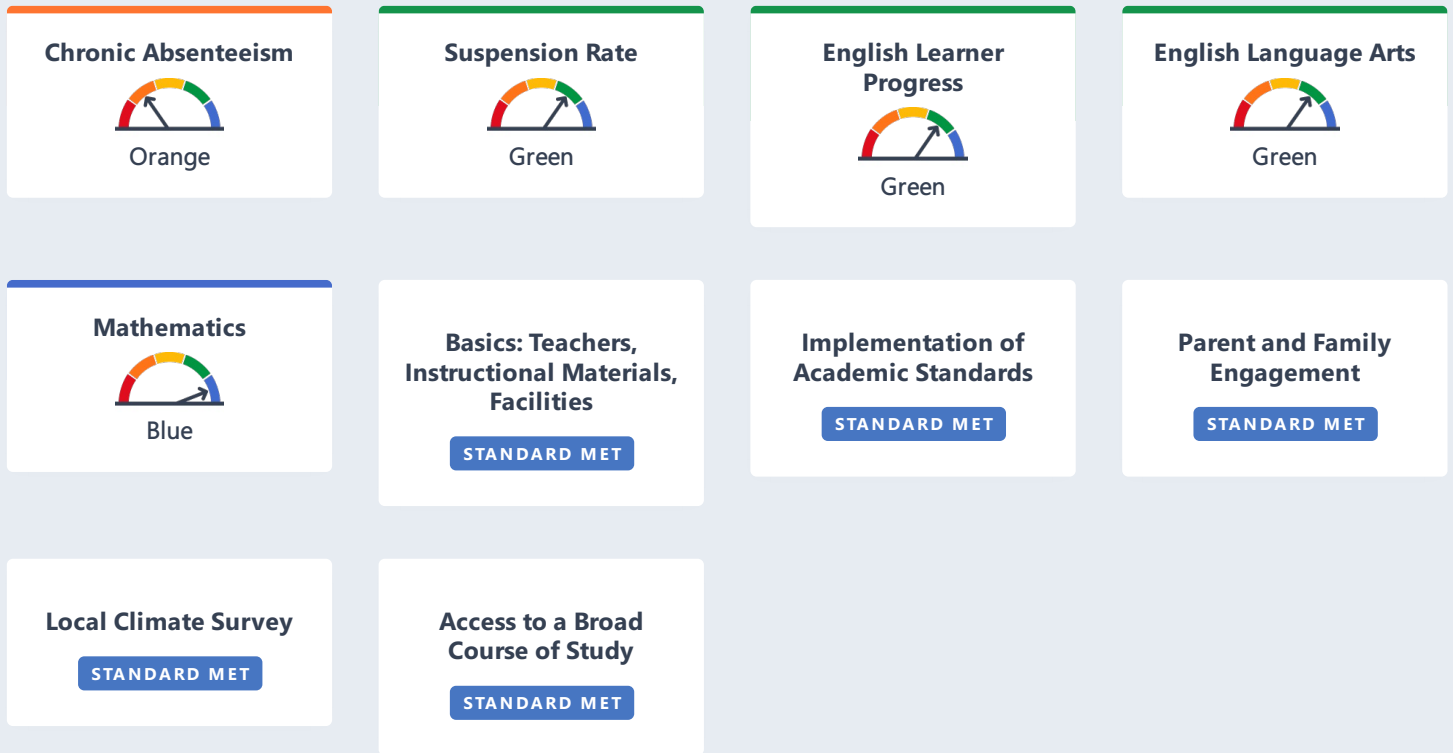 Chronic Absenteeism
Orange
Suspension Rate
Green
English Learner
Progress
Green
English Language Arts
Green
Mathematics
Blue
Basics: Teachers,
Instructional Materials,
Facilities
STANDARD MET
Implementation of
Academic Standards
STANDARD MET
Parent and Family
Engagement
STANDARD MET
Local Climate Survey
STANDARD MET
Access to a Broad
Course of Study
STANDARD MET